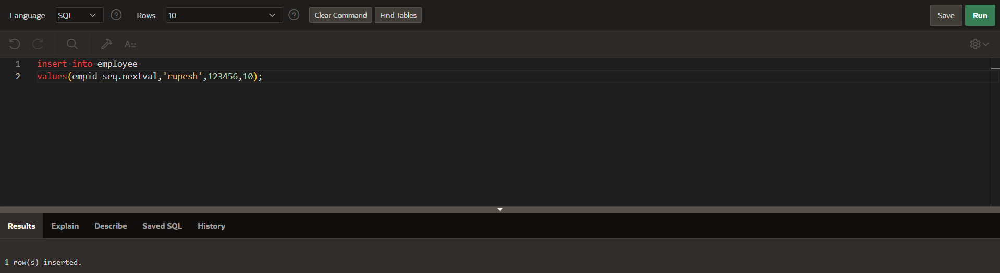 Language SQL ? Rows 10 ? Clear Command Find Tables Save Run
A
1 insert into employee
2 values(empid_seq.nextval,'rupesh',123456,10);
Results Explain Describe Saved SQL History
1 row(s) inserted.